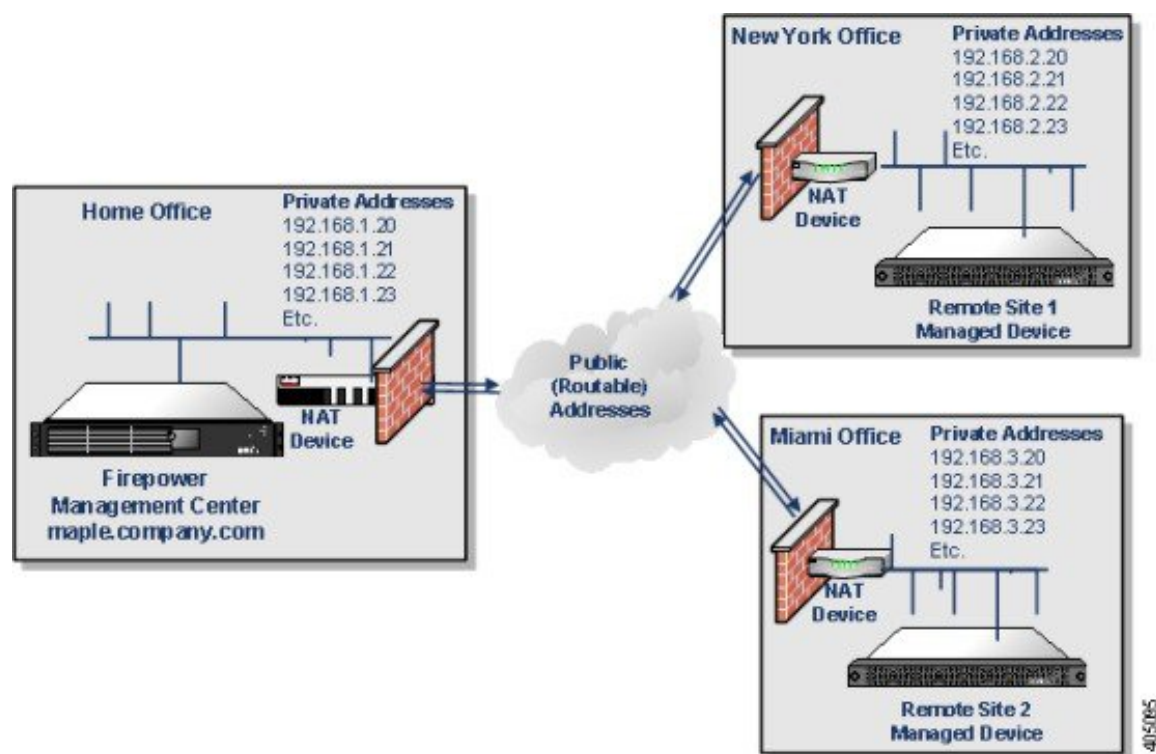 Home Office
Private Addresses
192.168.1.20
192.168.1.21
192.168.1.22
192.168.1.23
Etc.
NAT
Device
Firepower
Management Center
maple.company.com
Public
(Routable)
Addresses
New York Office
Private Addresses
192.168.2.20
192.168.2.21
192.168.2.22
192.168.2.23
Etc.
NAT
Device
Remote Site 1
Managed Device
Miami Office
Private Addresses
192.168.3.20
192.168.3.21
192.168.3.22
192.168.3.23
Etc.
NAT
Device
Remote Site 2
Managed Device
405095